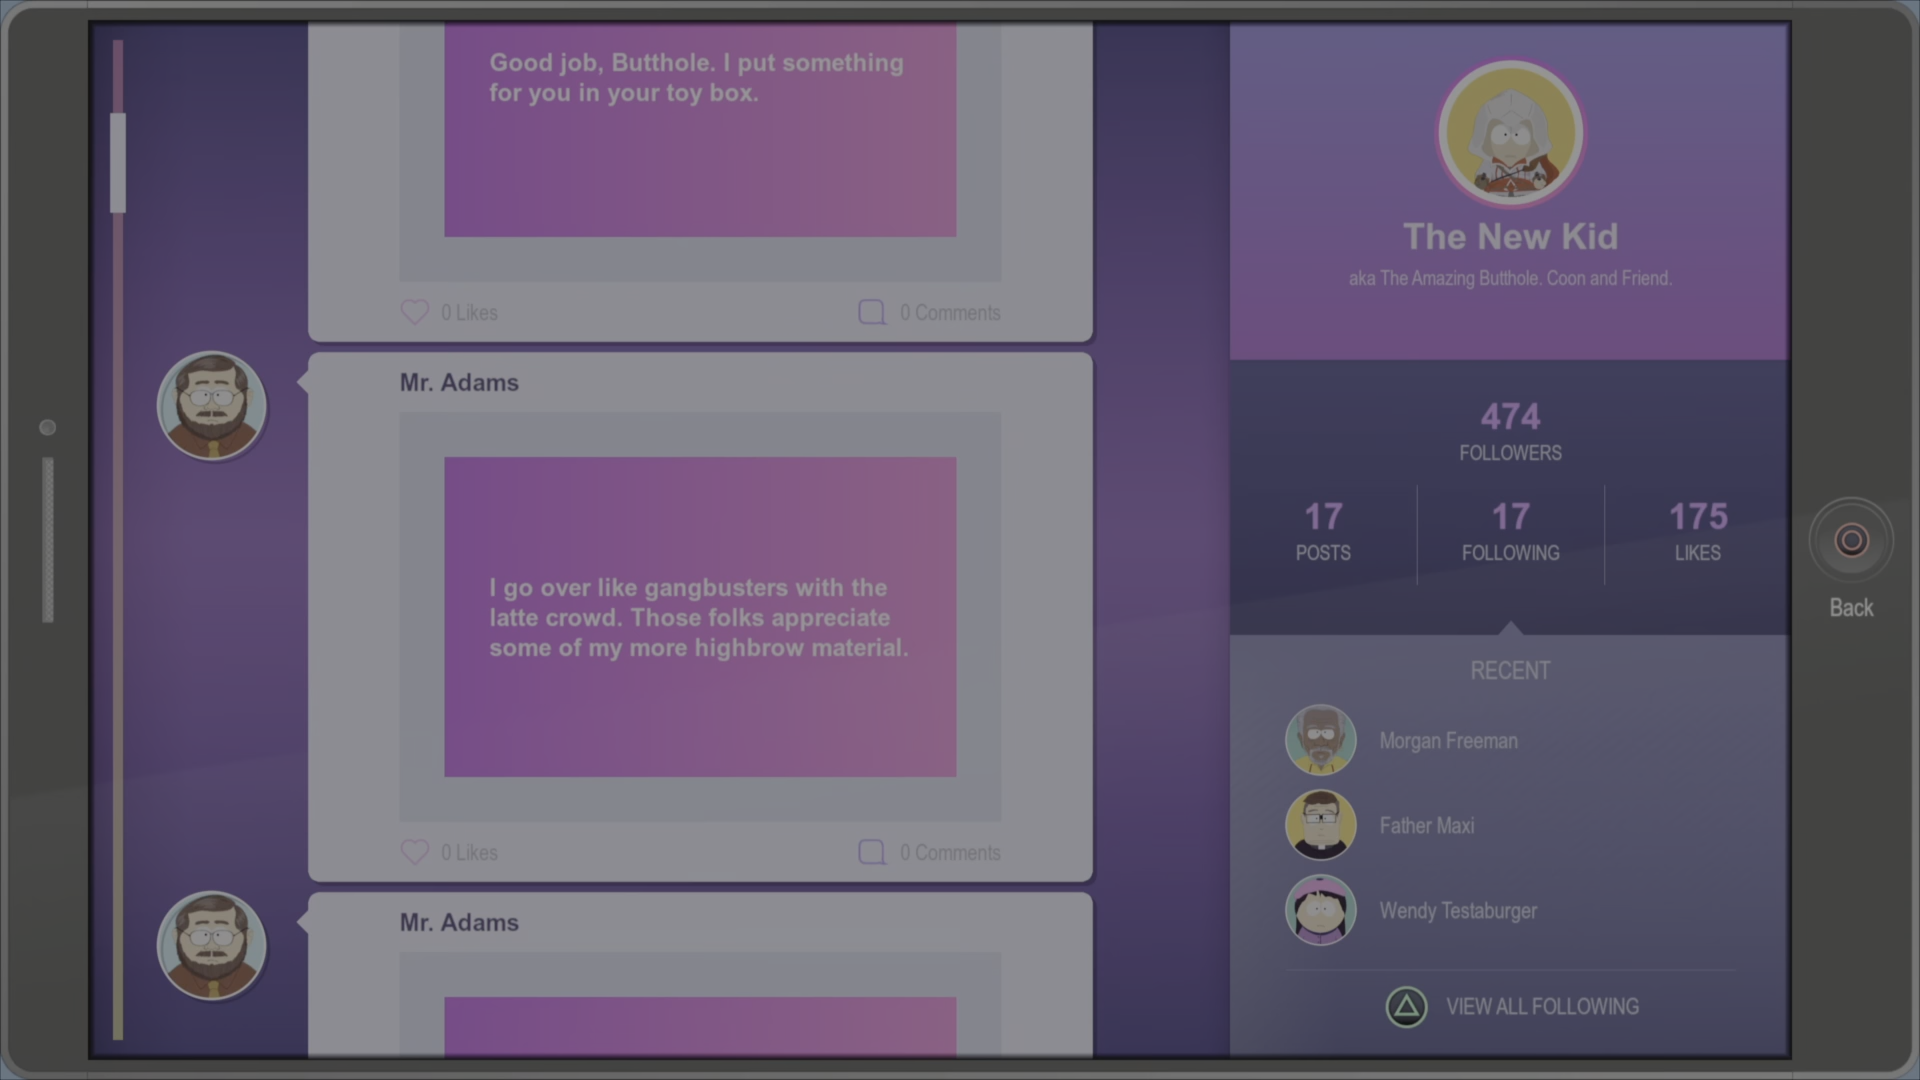 Good job, Butthole. I put something
for you in your toy box.
0 Likes
0 Comments
Mr. Adams
I go over like gangbusters with the
latte crowd. Those folks appreciate
some of my more highbrow material.
0 Likes
0 Comments
Mr. Adams
The New Kid
aka The Amazing Butthole. Coon and Friend.
474
FOLLOWERS
17
POSTS
17
FOLLOWING
175
LIKES
RECENT
Morgan Freeman
Father Maxi
Wendy Testaburger
VIEW ALL FOLLOWING
Back